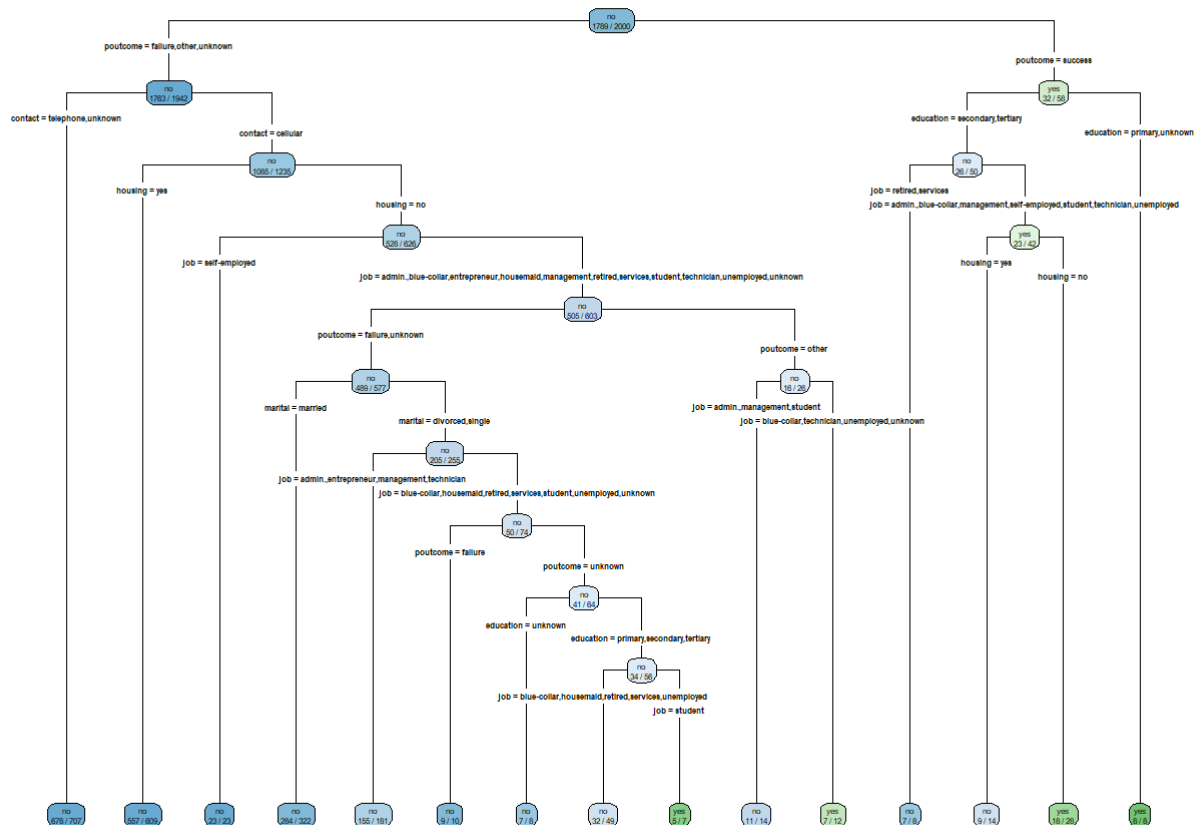 no
1789 / 2000
poutcome = failure,other,unknown
poutcome = success
no
1763 / 1942
yes
32 / 58
contact = telephone,unknown
contact = cellular
education = secondary,tertiary
education = primary,unknown
no
1085 / 1235
no
26 / 50
housing = yes
housing = no
job = retired,services
job = admin.,blue-collar,management,self-employed,student,technician,unemployed
no
526 / 626
yes
23 / 42
job = self-employed
job = admin.,blue-collar,entrepreneur,housemaid,management,retired,services,student,technician,unemployed,unknown
housing = yes
housing = no
no
505 / 603
poutcome = failure,unknown
poutcome = other
no
489 / 577
no
16 / 26
marital = married
marital = divorced,single
job = admin.,management,student
job = blue-collar,technician,unemployed,unknown
no
205 / 255
job = admin.,entrepreneur,management,technician
job = blue-collar,housemaid,retired,services,student,unemployed,unknown
no
50 / 74
poutcome = failure
poutcome = unknown
no
41 / 64
education = unknown
education = primary,secondary,tertiary
no
34 / 56
job = blue-collar,housemaid,retired,services,unemployed
job = student
no
678 / 707
no
557 / 609
no
23 / 23
no
284 / 322
no
155 / 181
no
9 / 10
no
7 / 8
no
32 / 49
yes
5 / 7
no
11 / 14
yes
7 / 12
no
7 / 8
no
9 / 14
yes
18 / 28
yes
8 / 8